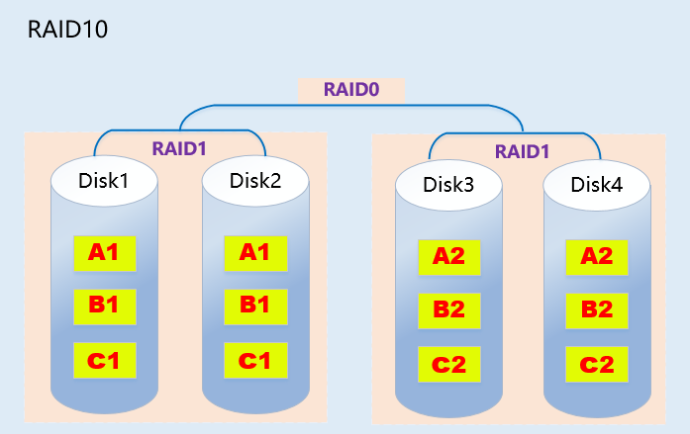 RAID10
RAID0
RAID1
RAID1
Disk1
Disk2
Disk3
Disk4
A1
A1
A2
A2
B1
B1
B2
B2
C1
C1
C2
C2